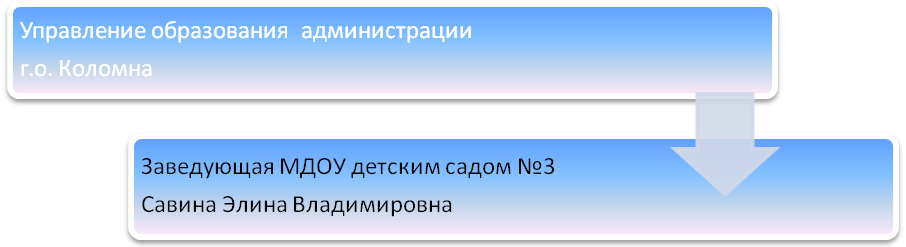 Управление образования администрации
г.о. Коломна
Заведующая МДОУ детским садом №3
Савина Элина Владимировна